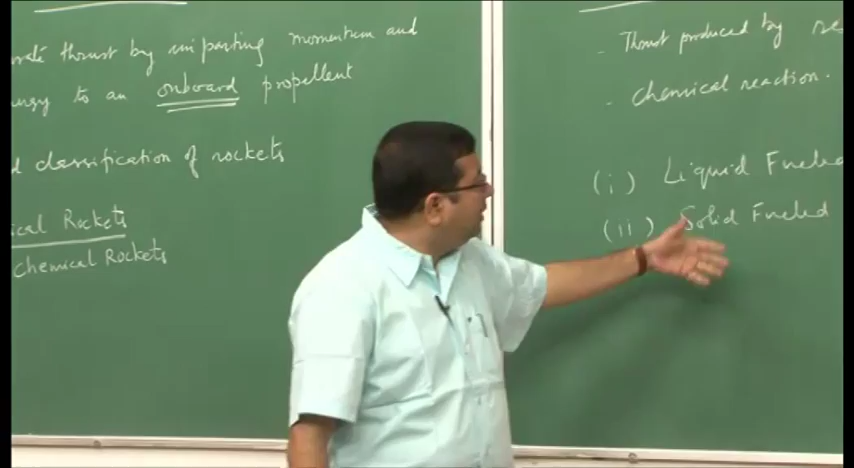 thrust by imparting momentum and
to an onboard propellent
classification of rockets
Rockets
chemical Rockets
- Thrust produced by
- chemical reaction.
(i) Liquid Fueled
(ii) Solid Fueled